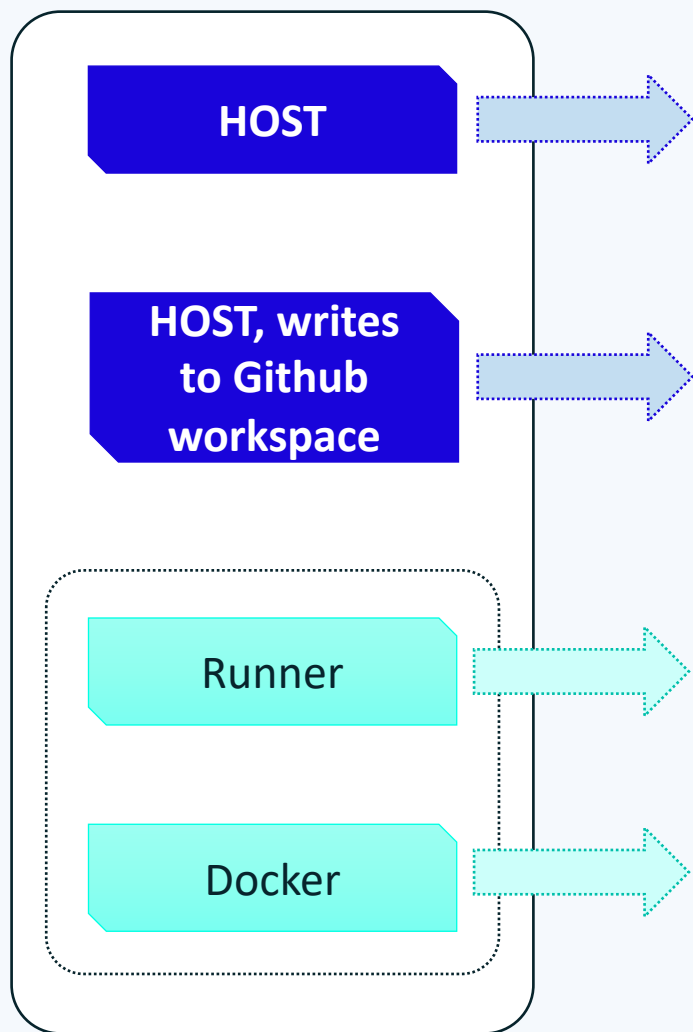 HOST
HOST, writes
to Github
workspace
Runner
Docker